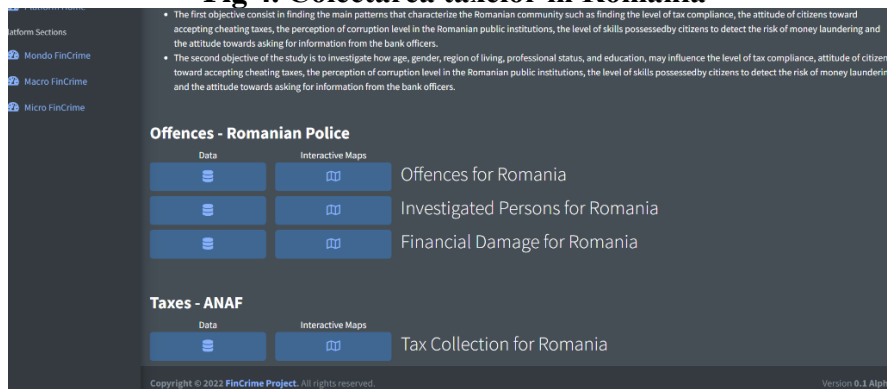 Fig 4. Colectarea taxelor în România
Platform Home
latform Sections
Mondo FinCrime
Macro FinCrime
Micro FinCrime
The first objective consist in finding the main patterns that characterize the Romanian community such as finding the level of tax compliance, the attitude of citizens toward
accepting cheating taxes, the perception of corruption level in the Romanian public institutions, the level of skills possessedby citizens to detect the risk of money laundering and
the attitude towards asking for information from the bank officers.
The second objective of the study is to investigate how age, gender, region of living, professional status, and education, may influence the level of tax compliance, attitude of citizen
toward accepting cheating taxes, the perception of corruption level in the Romanian public institutions, the level of skills possessedby citizens to detect the risk of money launderin
and the attitude towards asking for information from the bank officers.
Offences - Romanian Police
Data Interactive Maps
Offences for Romania
Investigated Persons for Romania
Financial Damage for Romania
Taxes - ANAF
Data Interactive Maps
Tax Collection for Romania
Copyright © 2022 FinCrime Project. All rights reserved. Version 0.1 Alph